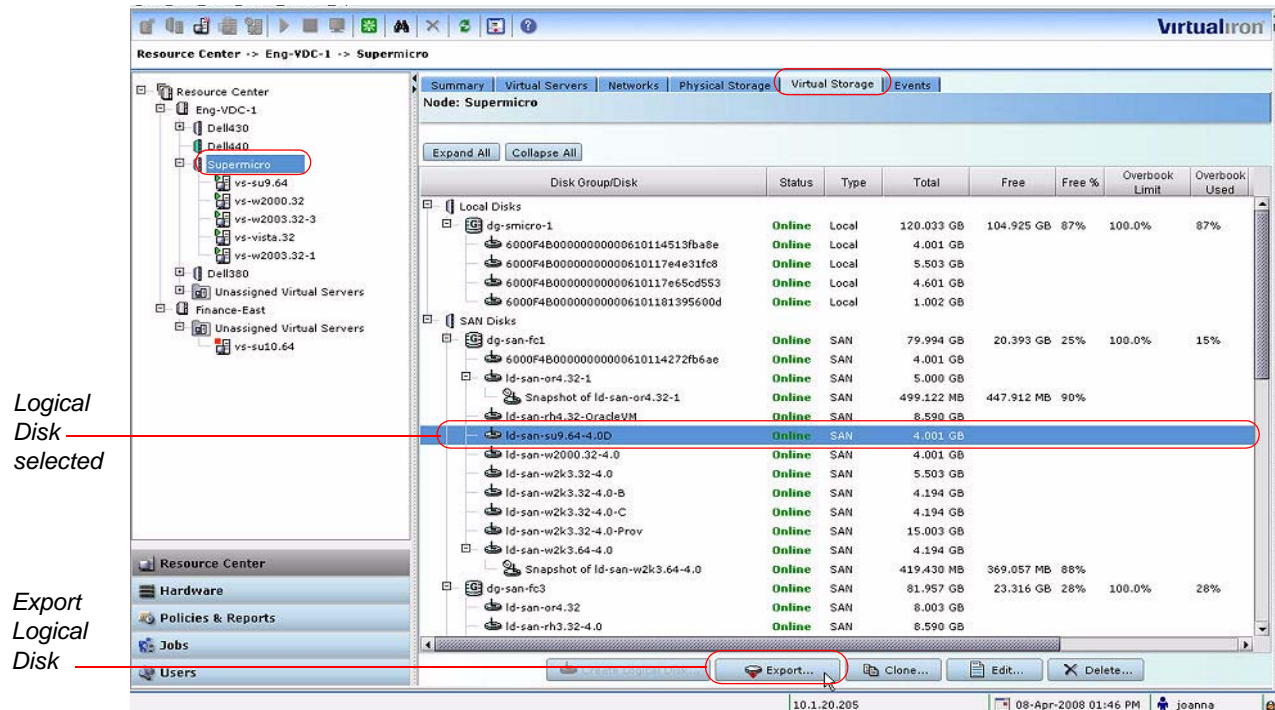 Virtualiron
Resource Center -> Eng-VDC-1 -> Supermicro
Resource Center
Eng-VDC-1
Dell430
Dell440
Supermicro
vs-su9.64
vs-w2000.32
vs-w2003.32-3
vs-vista.32
vs-w2003.32-1
Dell380
Unassigned Virtual Servers
Finance-East
Unassigned Virtual Servers
vs-su10.64
Resource Center
Hardware
Policies & Reports
Jobs
Users
Summary Virtual Servers Networks Physical Storage Virtual Storage Events
Node: Supermicro
Expand All Collapse All
Disk Group/Disk Status Type Total Free Free % Overbook Limit Overbook Used
Local Disks
dg-smicro-1 Online Local 120.033 GB 104.925 GB 87% 100.0% 87%
6000F4B00000000000610114513fba8e Online Local 4.001 GB
6000F4B00000000000610117e4e31fc8 Online Local 5.503 GB
6000F4B00000000000610117e65cd553 Online Local 4.601 GB
6000F4B000000000006101181395600d Online Local 1.002 GB
SAN Disks
dg-san-fc1 Online SAN 79.994 GB 20.393 GB 25% 100.0% 15%
6000F4B00000000000610114272fb6ae Online SAN 4.001 GB
ld-san-or4.32-1 Online SAN 5.000 GB
Snapshot of ld-san-or4.32-1 Online SAN 499.122 MB 447.912 MB 90%
ld-san-rh4.32-OracleVM Online SAN 8.590 GB
ld-san-su9.64-4.0D Online SAN 4.001 GB
ld-san-w2000.32-4.0 Online SAN 4.001 GB
ld-san-w2k3.32-4.0 Online SAN 5.503 GB
ld-san-w2k3.32-4.0-B Online SAN 4.194 GB
ld-san-w2k3.32-4.0-C Online SAN 4.194 GB
ld-san-w2k3.32-4.0-Prov Online SAN 15.003 GB
ld-san-w2k3.64-4.0 Online SAN 4.194 GB
Snapshot of ld-san-w2k3.64-4.0 Online SAN 419.430 MB 369.057 MB 88%
dg-san-fc3 Online SAN 81.957 GB 23.316 GB 28% 100.0% 28%
ld-san-or4.32 Online SAN 8.003 GB
ld-san-rh3.32-4.0 Online SAN 8.590 GB
Create Logical Disk... Export... Clone... Edit... Delete...
10.1.20.205 08-Apr-2008 01:46 PM joanna
Logical
Disk
selected
Export
Logical
Disk